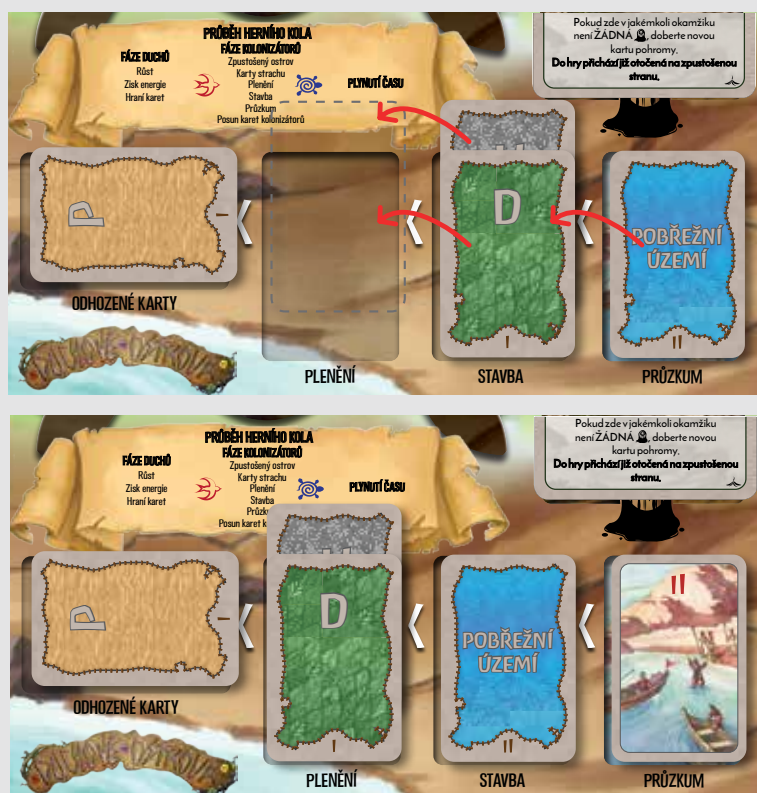 PRŮBĚH HERNÍHO KOLA
FÁZE DUCHŮ
Růst
Zisk energie
Hraní karet
FÁZE KOLONIZÁTORŮ
Zpustošený ostrov
Karty strachu
Plenění
Stavba
Průzkum
Posun karet kolonizátorů
PLYNUTÍ ČASU
Pokud zde v jakémkoli okamžiku
není ŽÁDNÁ , doberte novou
kartu pohromy.
Do hry přichází již otočená na zpustošenou
stranu.
P
D
I
POBŘEŽNÍ
ÚZEMÍ
II
ODHOZENÉ KARTY
PLENĚNÍ
STAVBA
PRŮZKUM
PRŮBĚH HERNÍHO KOLA
FÁZE DUCHŮ
Růst
Zisk energie
Hraní karet
FÁZE KOLONIZÁTORŮ
Zpustošený ostrov
Karty strachu
Plenění
Stavba
Průzk
Posun karet k
PLYNUTÍ ČASU
Pokud zde v jakémkoli okamžiku
není ŽÁDNÁ , doberte novou
kartu pohromy.
Do hry přichází již otočená na zpustošenou
stranu.
P
D
I
POBŘEŽNÍ
ÚZEMÍ
II
II
ODHOZENÉ KARTY
PLENĚNÍ
STAVBA
PRŮZKUM